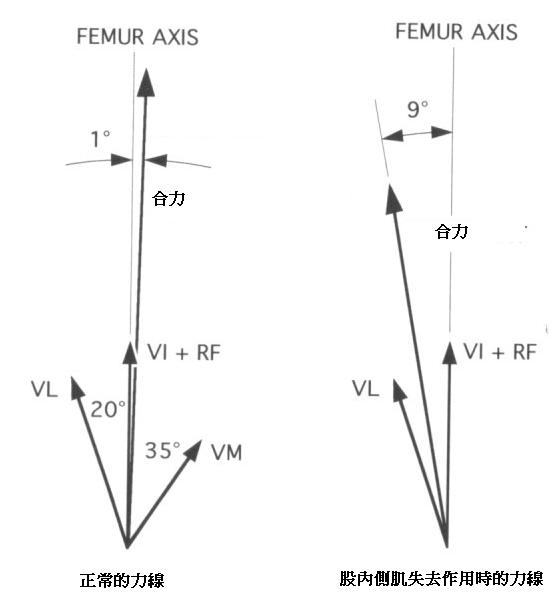 FEMUR AXIS
1°
合力
VI + RF
VL
20°
35°
VM
正常的力線
FEMUR AXIS
9°
合力
VI + RF
VL
股內側肌失去作用時的力線